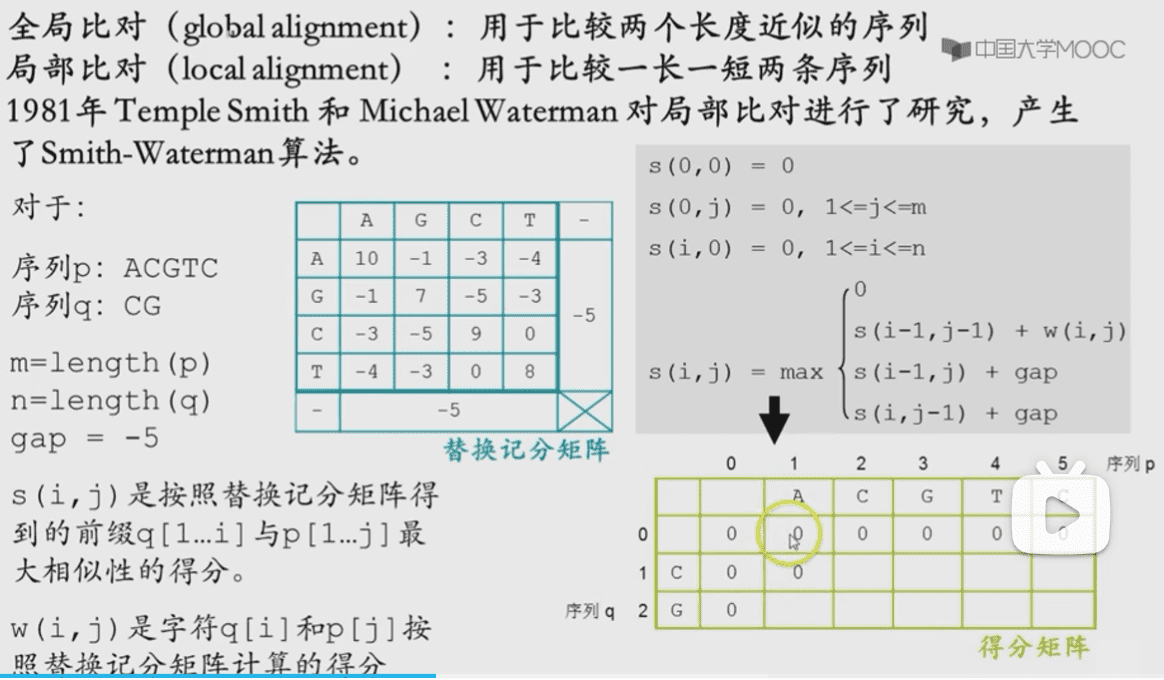 全局比对（global alignment）：用于比较两个长度近似的序列
中国大学MOOC
局部比对（local alignment）：用于比较一长一短两条序列
1981年 Temple Smith 和 Michael Waterman 对局部比对进行了研究，产生
了Smith-Waterman算法。
对于：
序列p: ACGTC
序列q: CG
m=length(p)
n=length(q)
gap = -5
A G C T -
A 10 -1 -3 -4
G -1 7 -5 -3
-5
C -3 -5 9 0
T -4 -3 0 8
- -5
替换记分矩阵
s(0,0) = 0
s(0,j) = 0, 1<=j<=m
s(i,0) = 0, 1<=i<=n
0
s(i-1,j-1) + w(i,j)
s(i,j) = max s(i-1,j) + gap
s(i,j-1) + gap
s(i,j)是按照替换记分矩阵得
到的前缀q[1…i]与p[1…j]最
大相似性的得分。
w(i,j)是字符q[i]和p[j]按
照替换记分矩阵计算的得分
0 1 2 3 4 5 序列 p
A C G T C
0 0 0 0 0 0 0
1 C 0 0
序列 q 2 G 0
得分矩阵